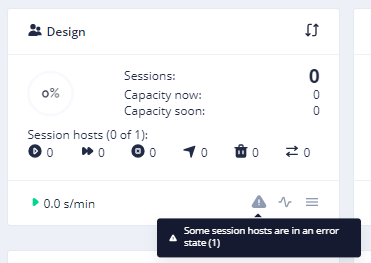 Design
0%
Sessions: 0
Capacity now: 0
Capacity soon: 0
Session hosts (0 of 1):
0 0 0 0 0 0
0.0 s/min
Some session hosts are in an error
state (1)